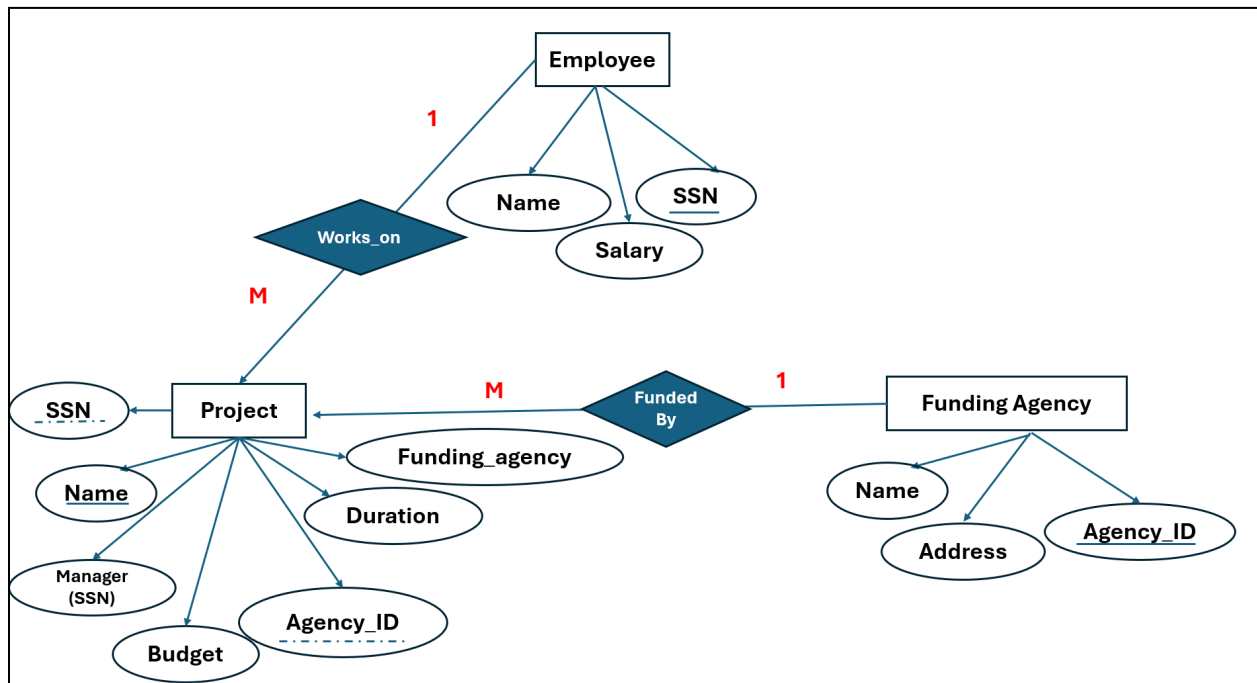 Employee
1
Name
SSN
Salary
Works_on
M
SSN
Project
M
Funded
By
1
Funding Agency
Funding_agency
Name
Duration
Name
Address
Agency_ID
Manager
(SSN)
Agency_ID
Budget